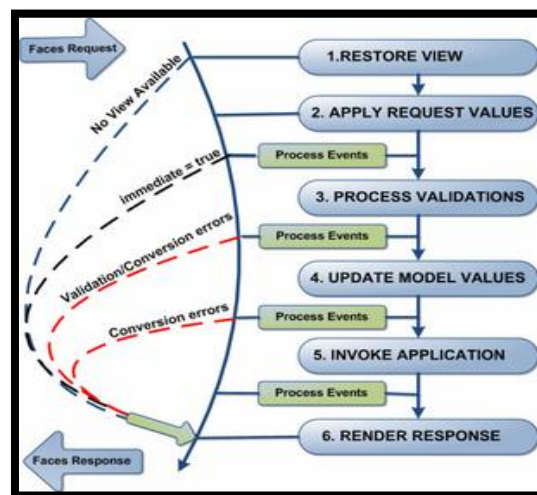 Faces Request
1.RESTORE VIEW
No View Available
2. APPLY REQUEST VALUES
immediate = true
Process Events
3. PROCESS VALIDATIONS
Validation/Conversion errors
Process Events
4. UPDATE MODEL VALUES
Conversion errors
Process Events
5. INVOKE APPLICATION
Process Events
6. RENDER RESPONSE
Faces Response